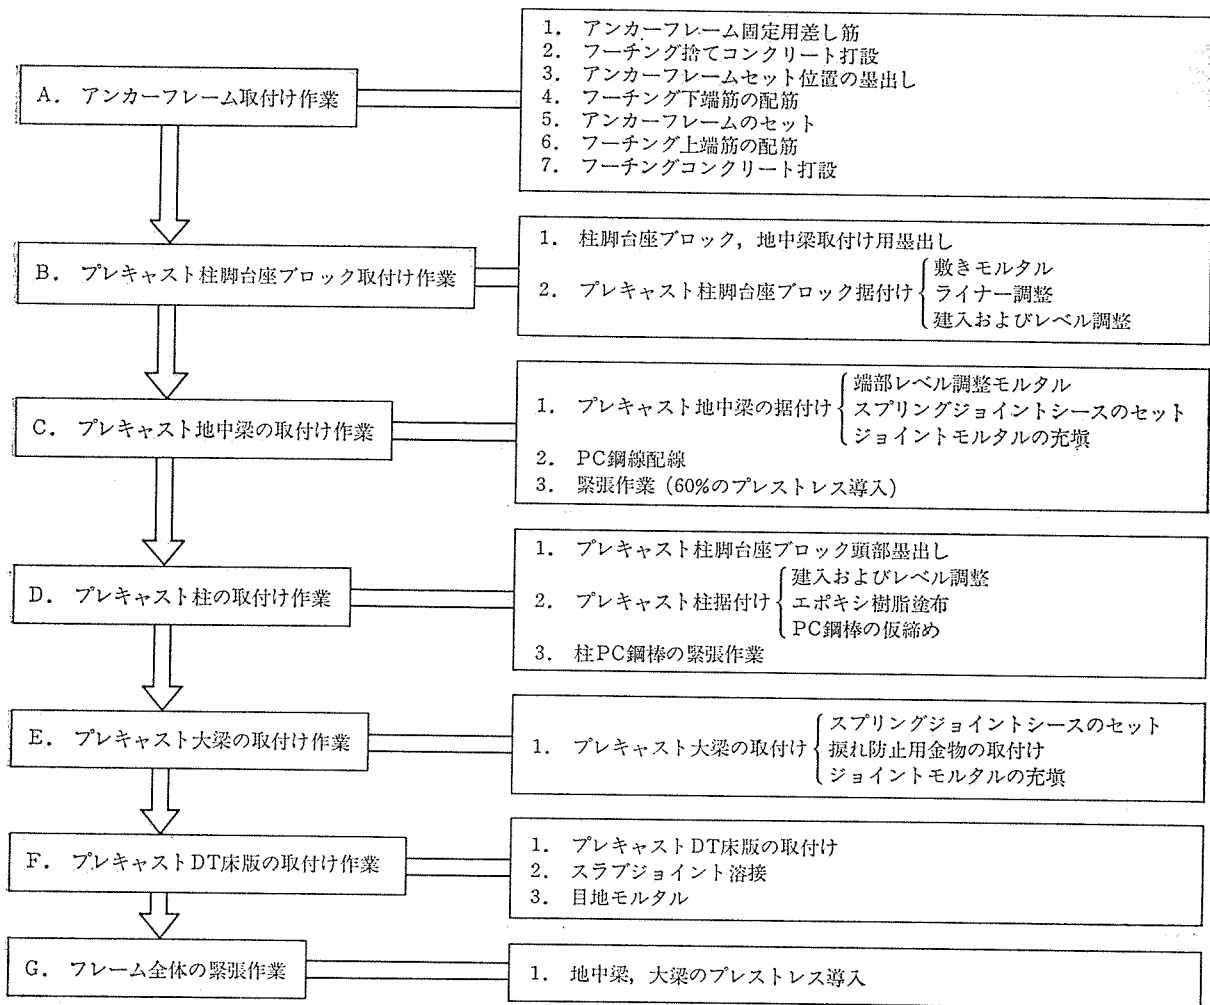 A. アンカーフレーム取付け作業
1. アンカーフレーム固定用差し筋
2. フーチング捨てコンクリート打設
3. アンカーフレームセット位置の墨出し
4. フーチング下端筋の配筋
5. アンカーフレームのセット
6. フーチング上端筋の配筋
7. フーチングコンクリート打設
B. プレキャスト柱脚台座ブロック取付け作業
1. 柱脚台座ブロック，地中梁取付け用墨出し
2. プレキャスト柱脚台座ブロック据付け
敷きモルタル
ライナー調整
建入およびレベル調整
C. プレキャスト地中梁の取付け作業
1. プレキャスト地中梁の据付け
端部レベル調整モルタル
スプリングジョイントシースのセット
ジョイントモルタルの充塡
2. PC鋼線配線
3. 緊張作業（60%のプレストレス導入）
D. プレキャスト柱の取付け作業
1. プレキャスト柱脚台座ブロック頭部墨出し
2. プレキャスト柱据付け
建入およびレベル調整
エポキシ樹脂塗布
PC鋼棒の仮締め
3. 柱PC鋼棒の緊張作業
E. プレキャスト大梁の取付け作業
1. プレキャスト大梁の取付け
スプリングジョイントシースのセット
捩れ防止用金物の取付け
ジョイントモルタルの充塡
F. プレキャストDT床版の取付け作業
1. プレキャストDT床版の取付け
2. スラブジョイント溶接
3. 目地モルタル
G. フレーム全体の緊張作業
1. 地中梁，大梁のプレストレス導入